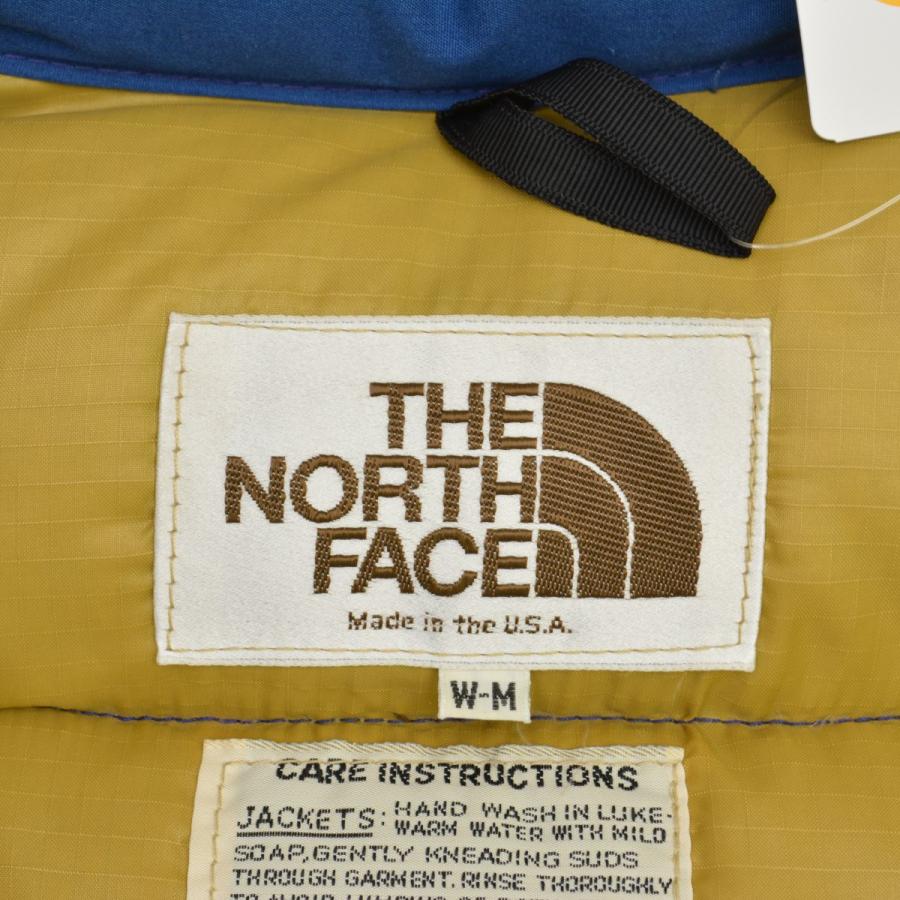 THE
NORTH
FACE
Made in the U.S.A.
W-M
CARE INSTRUCTIONS
JACKETS: HAND WASH IN LUKE-
WARM WATER WITH MILD
SOAP, GENTLY KNEADING SUDS
THROUGH GARMENT. RINSE THOROUGHLY